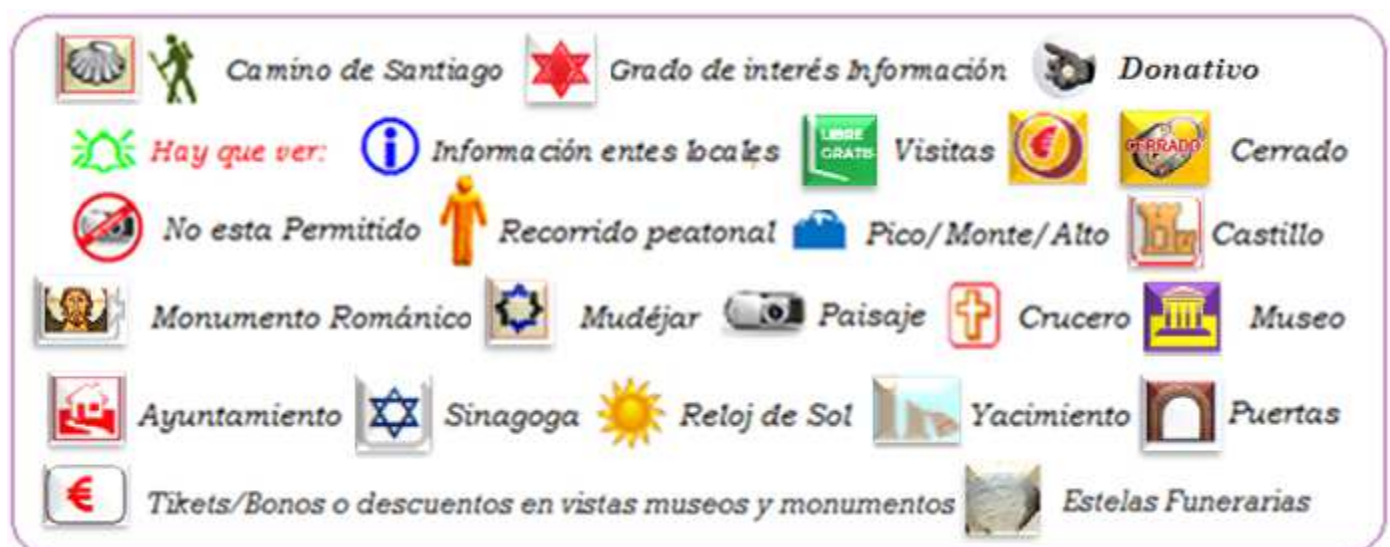 Camino de Santiago Grado de interés Información Donativo
Hay que ver: Información entes locales LIBRE GRATIS Visitas € CERRADO Cerrado
No esta Permitido Recorrido peatonal Pico/Monte/Alto Castillo
Monumento Románico Mudéjar Paisaje Crucero Museo
Ayuntamiento Sinagoga Reloj de Sol Yacimiento Puertas
€ Tikets/Bonos o descuentos en vistas museos y monumentos Estelas Funerarias